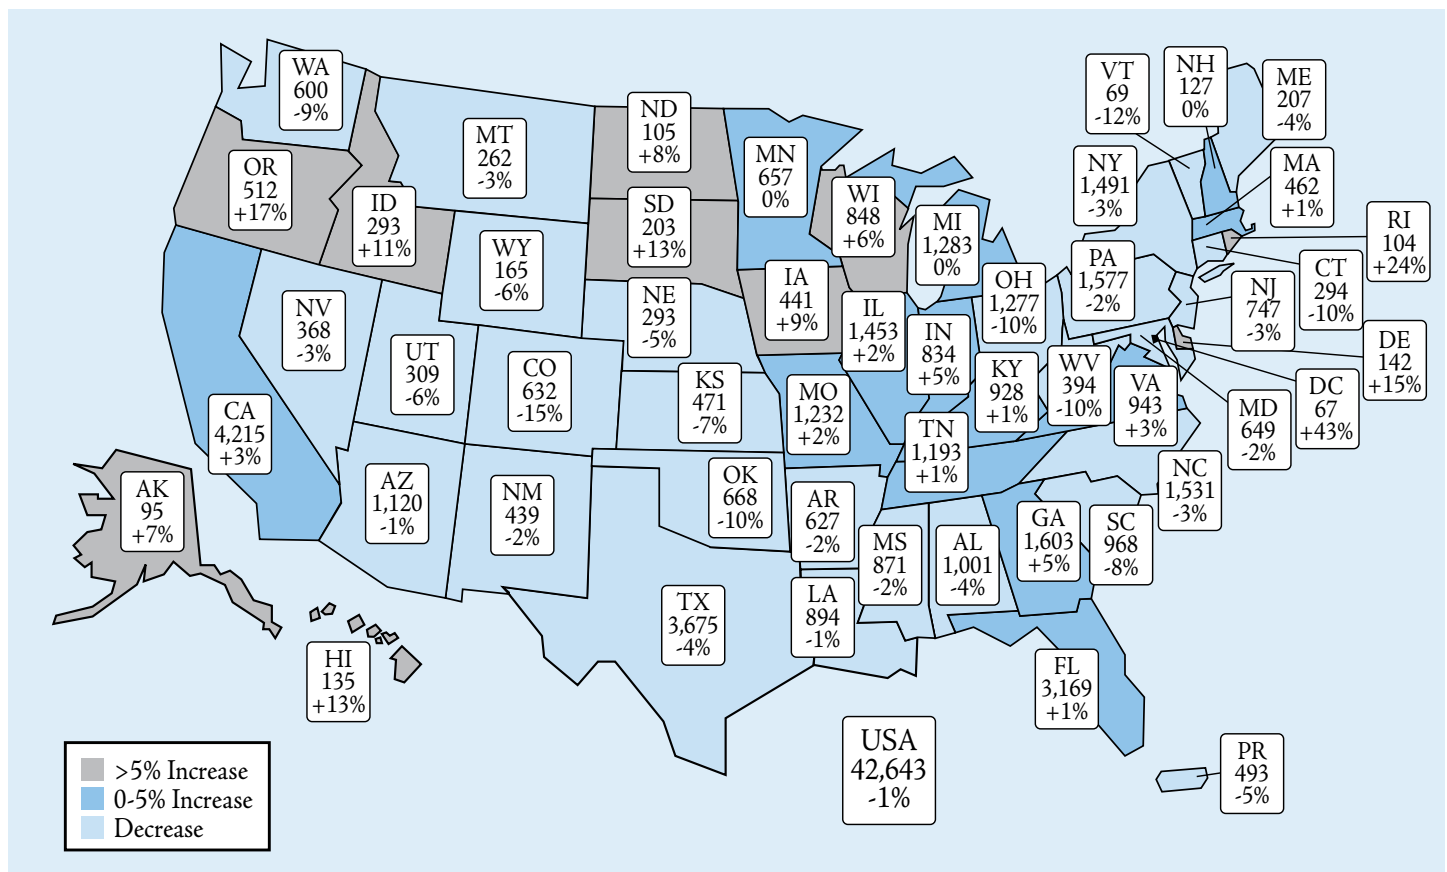 WA
600
-9%
OR
512
+17%
ID
293
+11%
MT
262
-3%
WY
165
-6%
NV
368
-3%
UT
309
-6%
CO
632
-15%
CA
4,215
+3%
AZ
1,120
-1%
NM
439
-2%
AK
95
+7%
HI
135
+13%
ND
105
+8%
SD
203
+13%
NE
293
-5%
KS
471
-7%
OK
668
-10%
TX
3,675
-4%
MN
657
0%
IA
441
+9%
MO
1,232
+2%
AR
627
-2%
LA
894
-1%
WI
848
+6%
IL
1,453
+2%
MI
1,283
0%
IN
834
+5%
OH
1,277
-10%
KY
928
+1%
TN
1,193
+1%
MS
871
-2%
AL
1,001
-4%
GA
1,603
+5%
FL
3,169
+1%
SC
968
-8%
NC
1,531
-3%
VA
943
+3%
WV
394
-10%
PA
1,577
-2%
NY
1,491
-3%
VT
69
-12%
NH
127
0%
ME
207
-4%
MA
462
+1%
RI
104
+24%
CT
294
-10%
NJ
747
-3%
DE
142
+15%
DC
67
+43%
MD
649
-2%
PR
493
-5%
USA
42,643
-1%
>5% Increase
0-5% Increase
Decrease